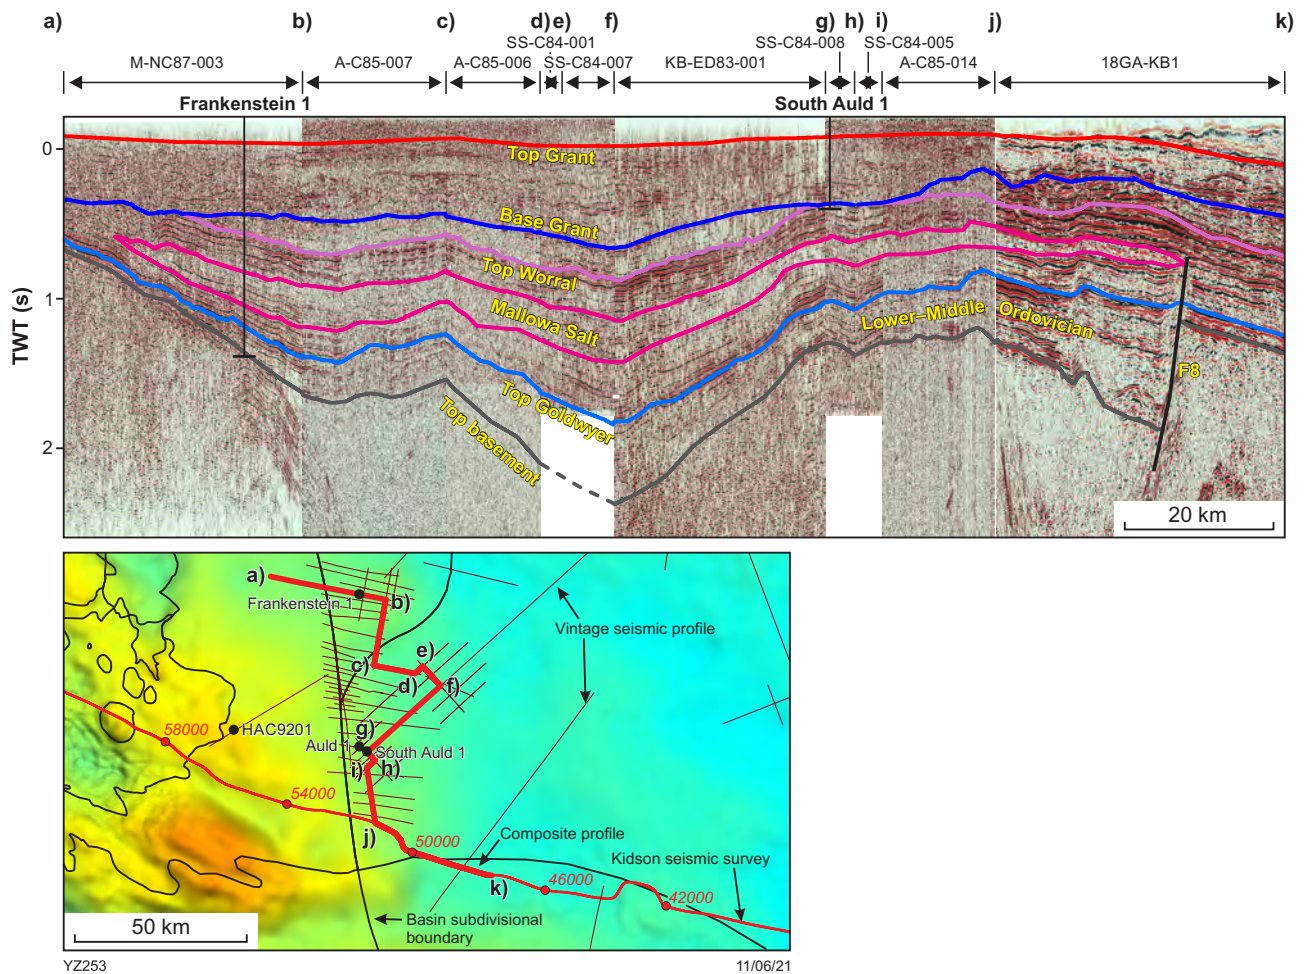 a) b) c) d) e) f) g) h) i) j) k)
SS-C84-001 SS-C84-008 SS-C84-005
M-NC87-003 A-C85-007 A-C85-006 SS-C84-007 KB-ED83-001 A-C85-014 18GA-KB1
Frankenstein 1 South Auld 1
0
Top Grant
Base Grant
Top Worral
1
Mallowa Salt
Lower–Middle Ordovician
TWT (s)
F8
Top Goldwyer
Top basement
2
20 km
a)
Frankenstein 1
b)
Vintage seismic profile
e)
c)
d)
f)
58000
HAC9201
g)
Auld 1
South Auld 1
i)
h)
54000
j)
50000
Composite profile
Kidson seismic survey
k)
46000
42000
50 km
Basin subdivisional
boundary
YZ253
11/06/21